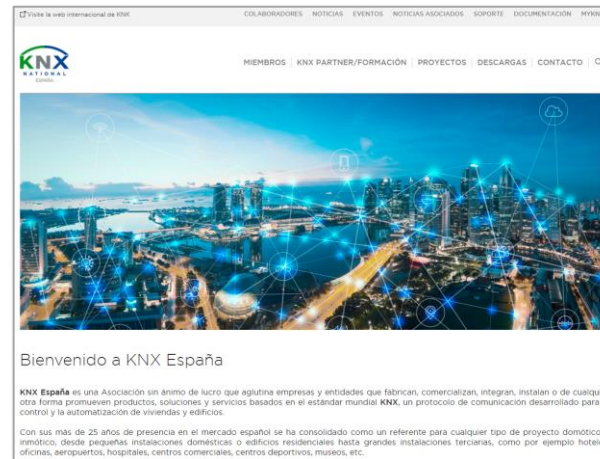 Visite la web internacional de KNX
COLABORADORES NOTICIAS EVENTOS NOTICIAS ASOCIADOS SOPORTE DOCUMENTACIÓN MYKN
KNX
NATIONAL
ESPAÑA
MIEMBROS | KNX PARTNER/FORMACIÓN | PROYECTOS | DESCARGAS | CONTACTO |
Bienvenido a KNX España
KNX España es una Asociación sin ánimo de lucro que aglutina empresas y entidades que fabrican, comercializan, integran, instalan o de cualqui
otra forma promueven productos, soluciones y servicios basados en el estándar mundial KNX, un protocolo de comunicación desarrollado para
control y la automatización de viviendas y edificios.
Con sus más de 25 años de presencia en el mercado español se ha consolidado como un referente para cualquier tipo de proyecto domótico
inmótico, desde pequeñas instalaciones domésticas o edificios residenciales hasta grandes instalaciones terciarias, como por ejemplo hotele
oficinas, aeropuertos, hospitales, centros comerciales, centros deportivos, museos, etc.